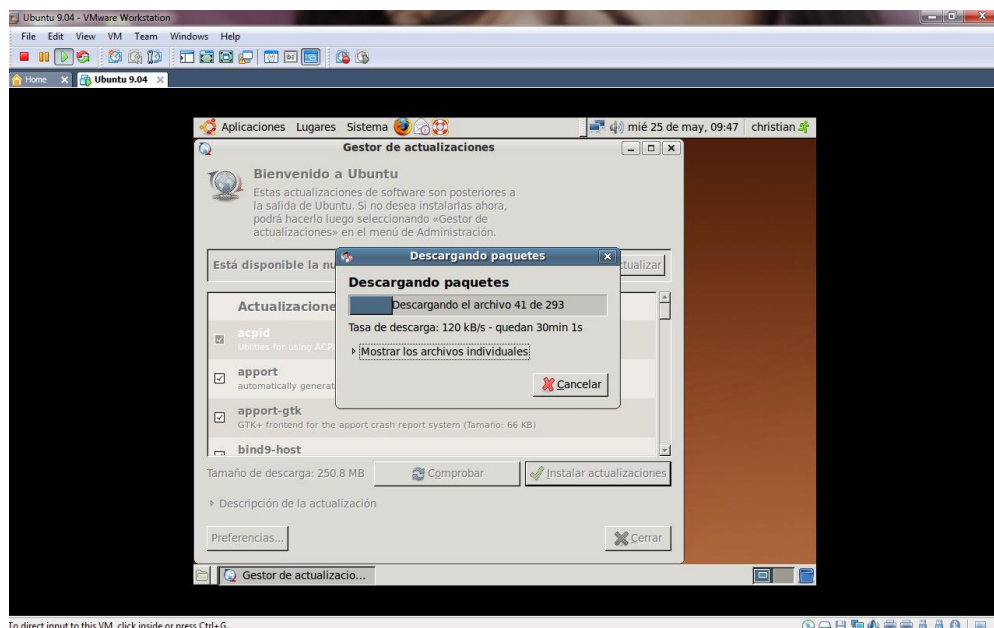 Ubuntu 9.04 - VMware Workstation
File Edit View VM Team Windows Help
Home Ubuntu 9.04
Aplicaciones Lugares Sistema mié 25 de may, 09:47 christian
Gestor de actualizaciones
Bienvenido a Ubuntu
Estas actualizaciones de software son posteriores a
la salida de Ubuntu. Si no desea instalarlas ahora,
podrá hacerlo luego seleccionando «Gestor de
actualizaciones» en el menú de Administración.
Está disponible la nu
tualizar
Descargando paquetes
Descargando paquetes
Descargando el archivo 41 de 293
Tasa de descarga: 120 kB/s - quedan 30min 1s
Mostrar los archivos individuales
Cancelar
Actualizacione
acpid
Utilities for using ACP
apport
automatically generat
apport-gtk
GTK+ frontend for the apport crash report system (Tamaño: 66 KB)
bind9-host
Tamaño de descarga: 250,8 MB Comprobar Instalar actualizaciones
Descripción de la actualización
Preferencias... Cerrar
Gestor de actualizacio...
To direct input to this VM, click inside or press Ctrl+G.